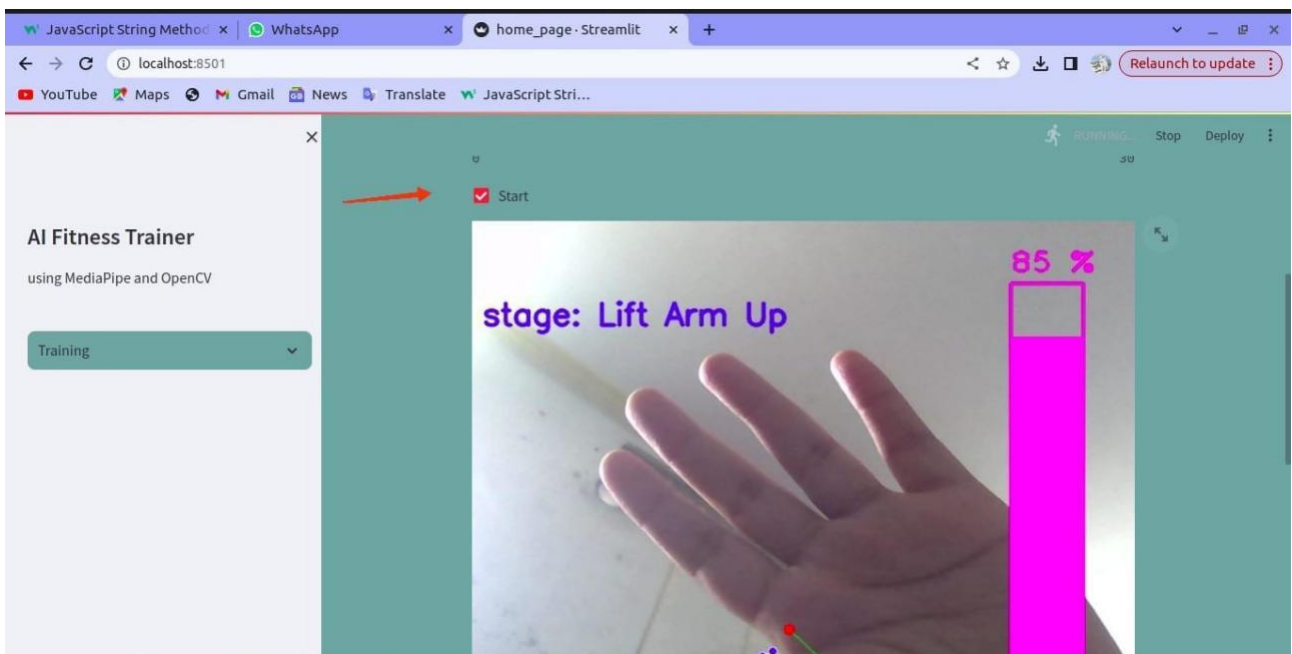 JavaScript String Method
WhatsApp
home_page · Streamlit
localhost:8501
Relaunch to update
YouTube
Maps
Gmail
News
Translate
JavaScript Stri...
RUNNING...
Stop
Deploy
0
30
Start
AI Fitness Trainer
using MediaPipe and OpenCV
Training
85 %
stage: Lift Arm Up